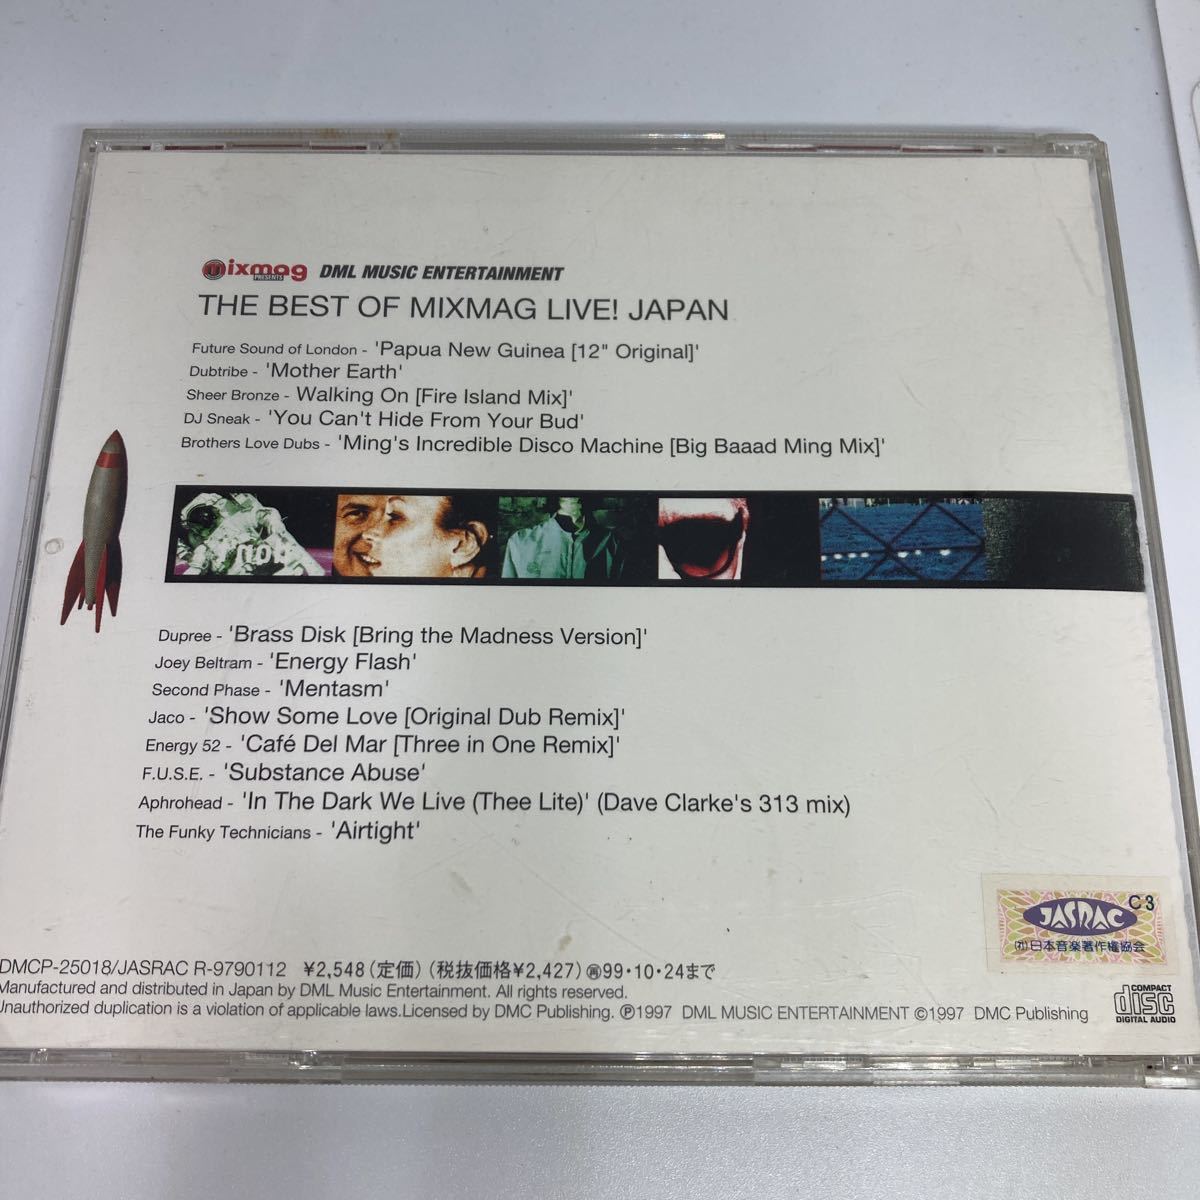 mixmag PRESENTS DML MUSIC ENTERTAINMENT
THE BEST OF MIXMAG LIVE! JAPAN
Future Sound of London - 'Papua New Guinea [12" Original]'
Dubtribe - 'Mother Earth'
Sheer Bronze - Walking On [Fire Island Mix]'
DJ Sneak - 'You Can't Hide From Your Bud'
Brothers Love Dubs - 'Ming's Incredible Disco Machine [Big Baaad Ming Mix]'
Dupree - 'Brass Disk [Bring the Madness Version]'
Joey Beltram - 'Energy Flash'
Second Phase - 'Mentasm'
Jaco - 'Show Some Love [Original Dub Remix]'
Energy 52 - 'Café Del Mar [Three in One Remix]'
F.U.S.E. - 'Substance Abuse'
Aphrohead - 'In The Dark We Live (Thee Lite)' (Dave Clarke's 313 mix)
The Funky Technicians - 'Airtight'
C3
JASRAC
(社)日本音楽著作権協会
DMCP-25018/JASRAC R-9790112 ¥2,548(定価)(税抜価格¥2,427)㊢99・10・24まで
Manufactured and distributed in Japan by DML Music Entertainment. All rights reserved.
Unauthorized duplication is a violation of applicable laws.Licensed by DMC Publishing. ℗1997 DML MUSIC ENTERTAINMENT ©1997 DMC Publishing
COMPACT
disc
DIGITAL AUDIO